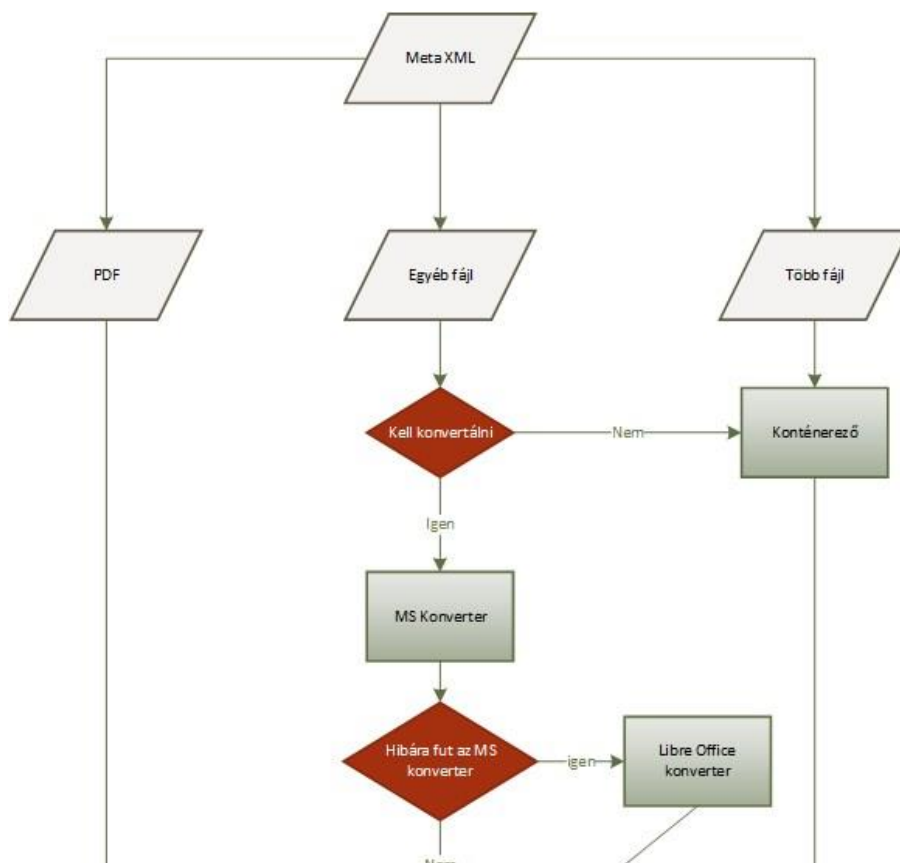 Meta XML
PDF
Egyéb fájl
Több fájl
Kell konvertálni
Nem
Konténerező
Igen
MS Konverter
Hibára fut az MS
konverter
igen
Libre Office
konverter
Nem